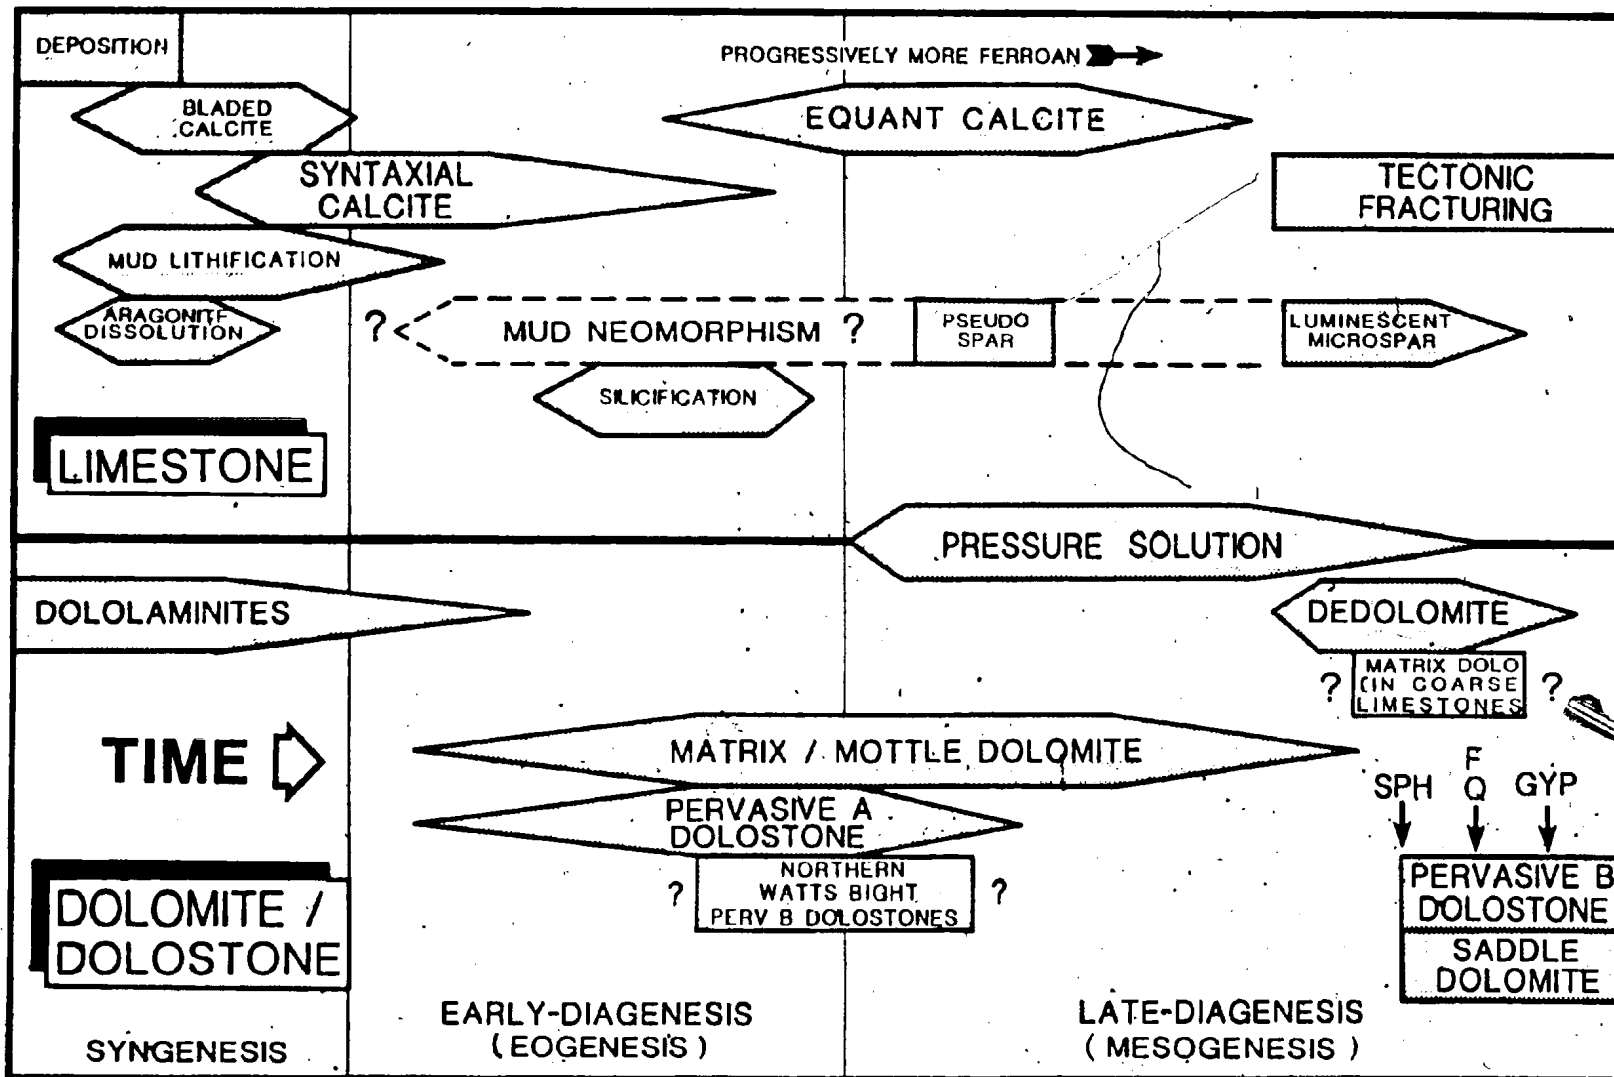 DEPOSITION
PROGRESSIVELY MORE FERROAN
BLADED
CALCITE
EQUANT CALCITE
SYNTAXIAL
CALCITE
TECTONIC
FRACTURING
MUD LITHIFICATION
ARAGONITE
DISSOLUTION
?
MUD NEOMORPHISM ?
PSEUDO
SPAR
LUMINESCENT
MICROSPAR
SILICIFICATION
LIMESTONE
PRESSURE SOLUTION
DOLOLAMINITES
DEDOLOMITE
?
MATRIX DOLO
(IN COARSE
LIMESTONES
?
TIME
MATRIX / MOTTLE DOLOMITE
SPH
F
Q
GYP
PERVASIVE A
DOLOSTONE
?
NORTHERN
WATTS BIGHT
PERV B DOLOSTONES
?
PERVASIVE B
DOLOSTONE
SADDLE
DOLOMITE
DOLOMITE /
DOLOSTONE
SYNGENESIS
EARLY-DIAGENESIS
( EOGENESIS )
LATE-DIAGENESIS
( MESOGENESIS )